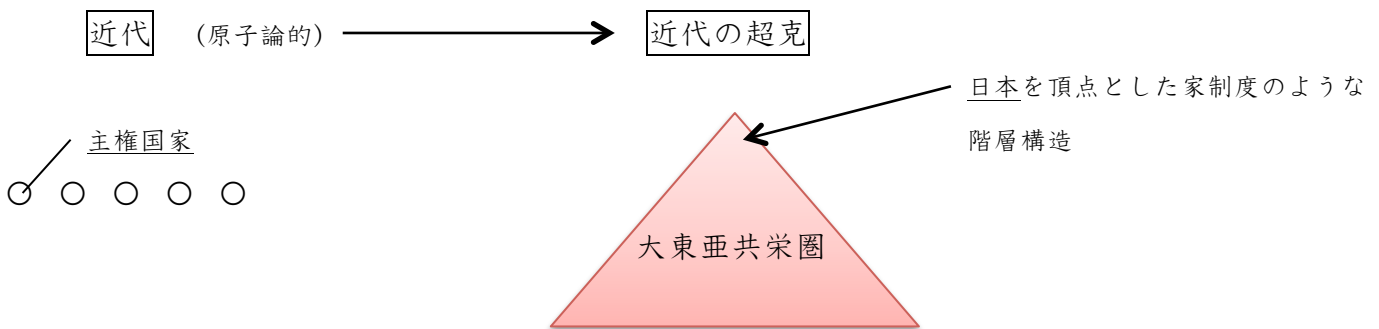 近代 (原子論的) 近代の超克
日本を頂点とした家制度のような
階層構造
主権国家
○ ○ ○ ○ ○
大東亜共栄圏